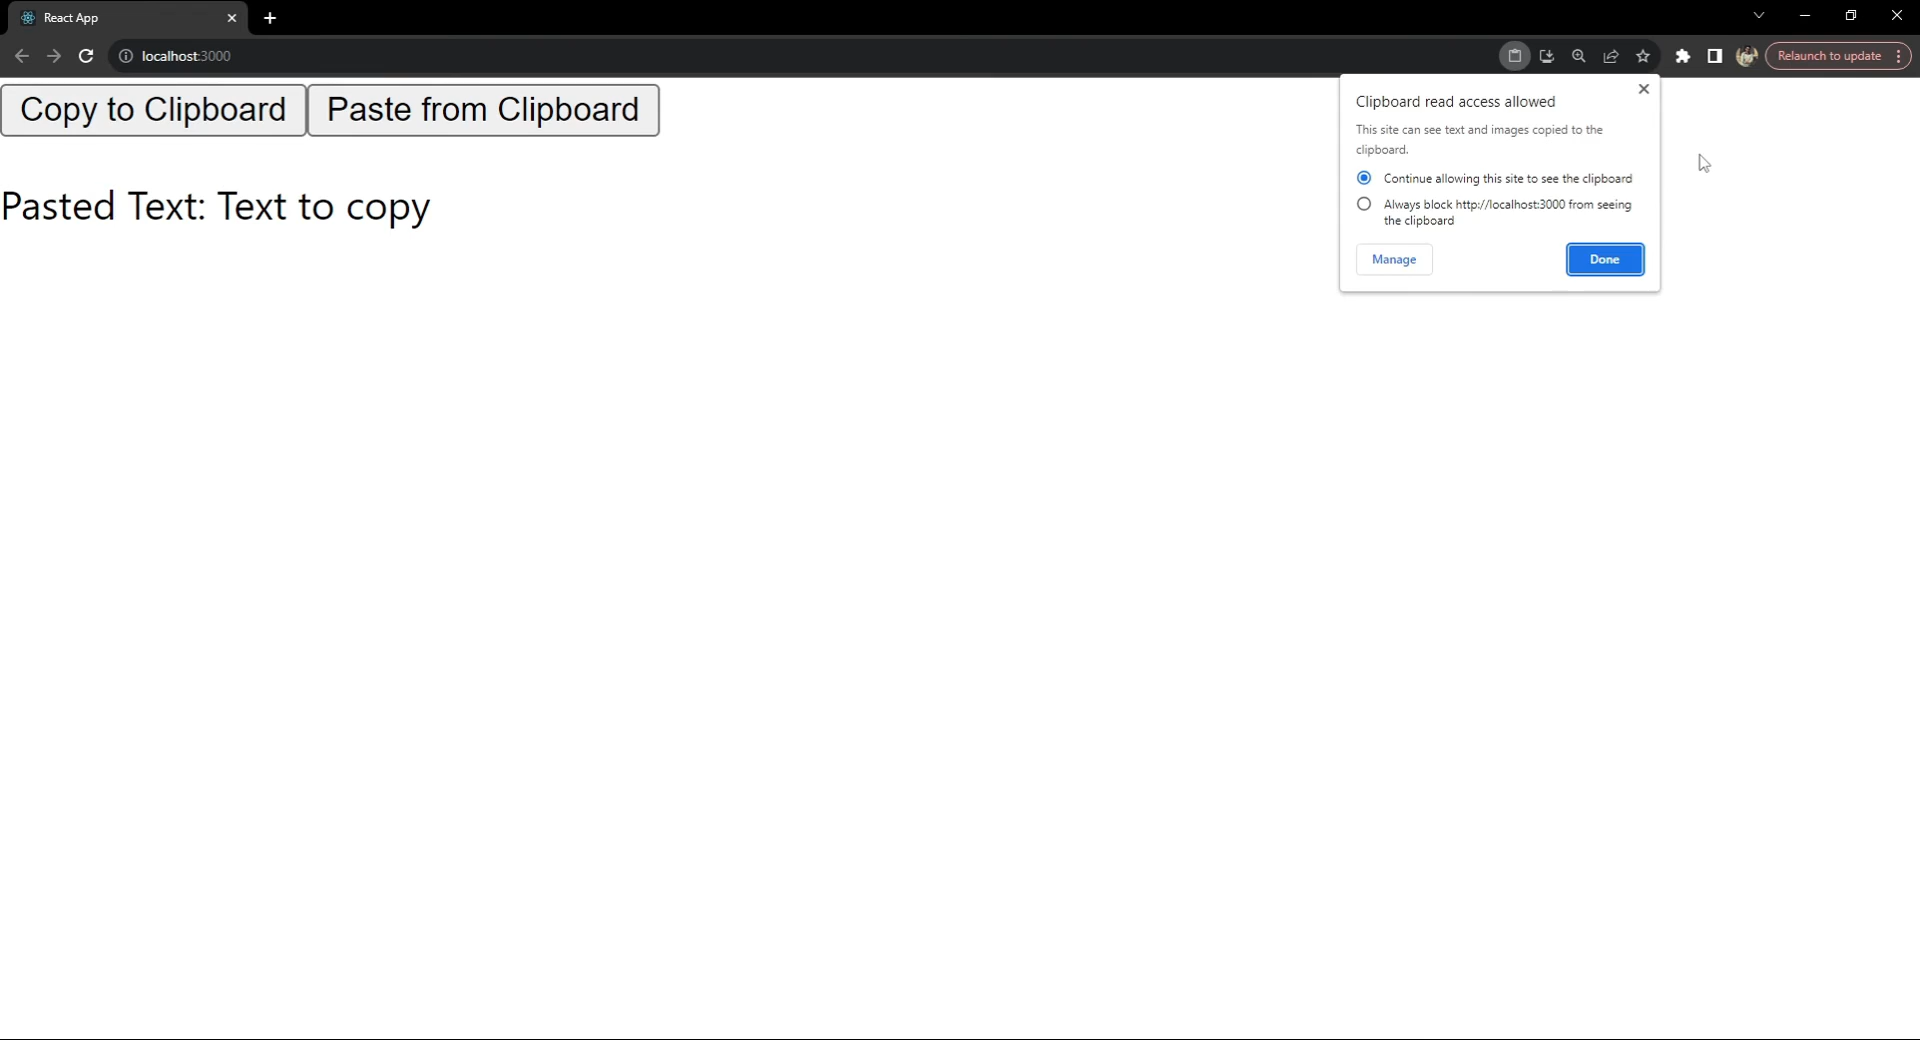 React App
localhost:3000
Relaunch to update
Copy to Clipboard
Paste from Clipboard
Clipboard read access allowed
This site can see text and images copied to the
clipboard.
Continue allowing this site to see the clipboard
Always block http://localhost:3000 from seeing
the clipboard
Manage
Done
Pasted Text: Text to copy